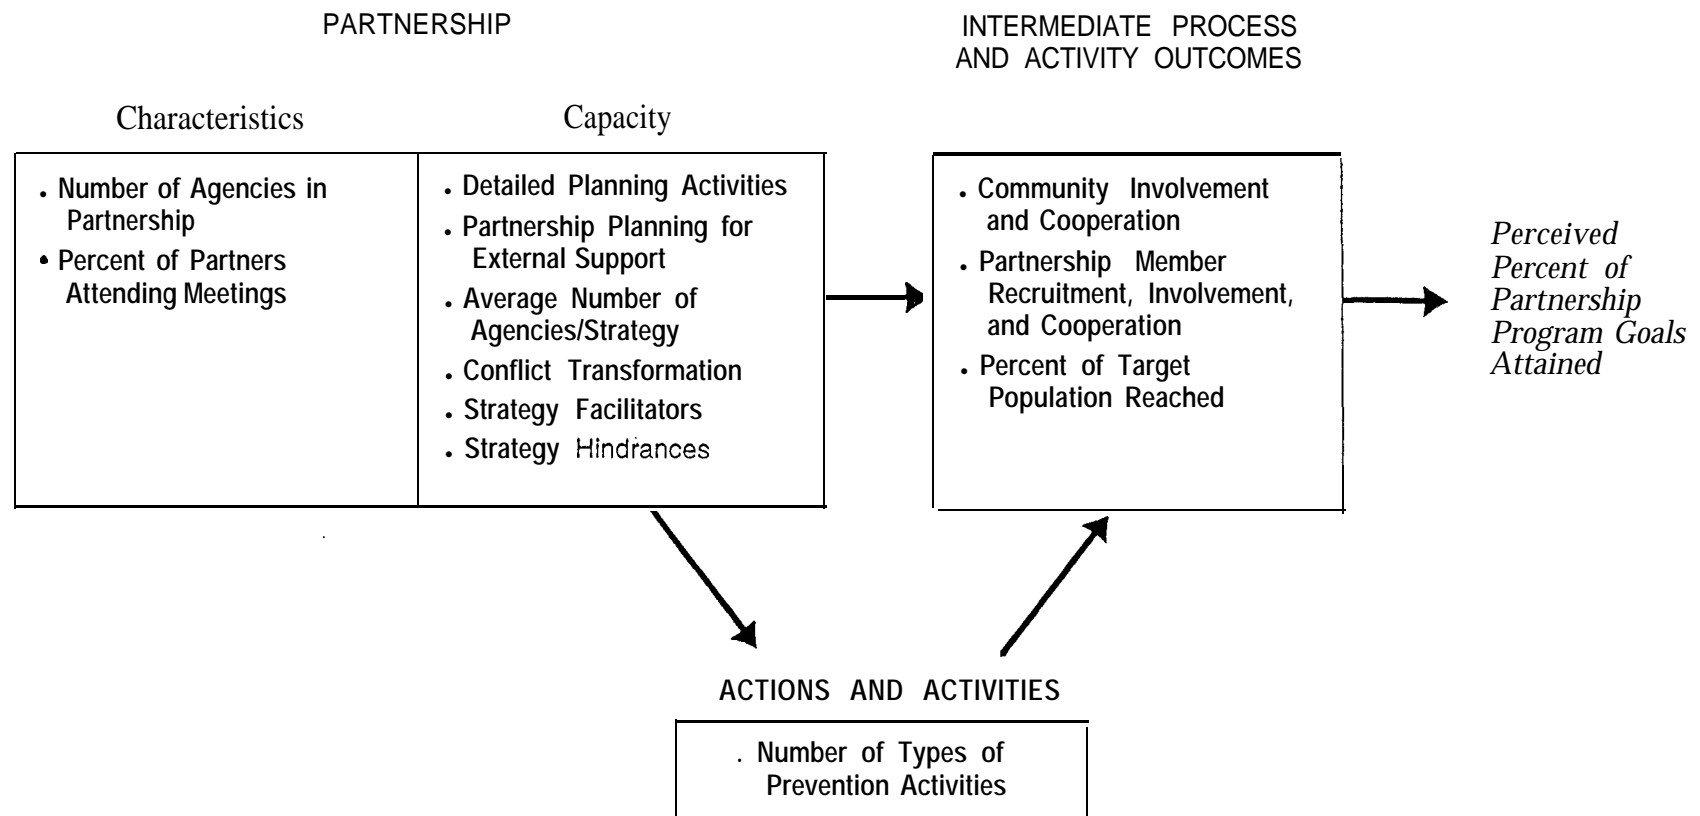 PARTNERSHIP
INTERMEDIATE PROCESS
AND ACTIVITY OUTCOMES
Characteristics
Capacity
. Number of Agencies in
Partnership
• Percent of Partners
Attending Meetings
. Detailed Planning Activities
. Partnership Planning for
External Support
. Average Number of
Agencies/Strategy
. Conflict Transformation
. Strategy Facilitators
. Strategy Hindrances
. Community Involvement
and Cooperation
. Partnership Member
Recruitment, Involvement,
and Cooperation
. Percent of Target
Population Reached
Perceived
Percent of
Partnership
Program Goals
Attained
ACTIONS AND ACTIVITIES
. Number of Types of
Prevention Activities